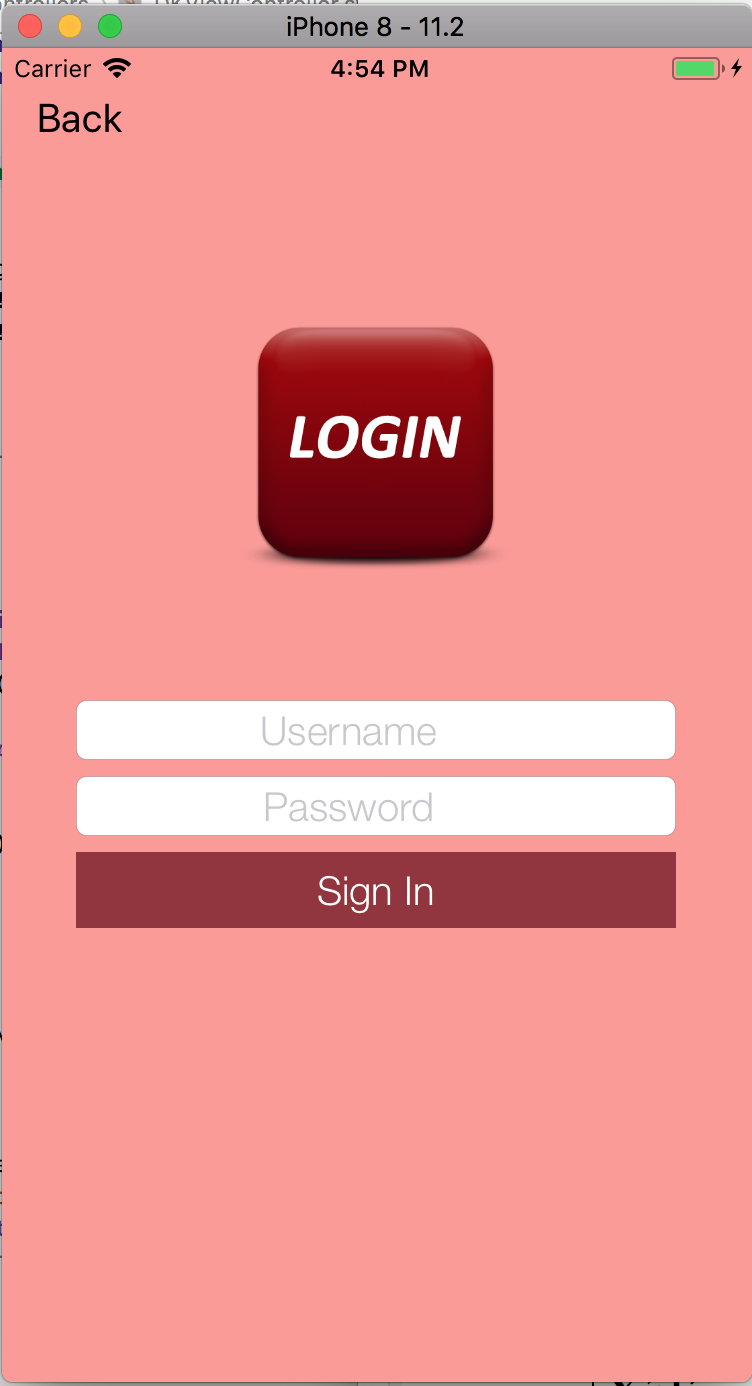 iPhone 8 - 11.2
Carrier 4:54 PM
Back
LOGIN
Username
Password
Sign In